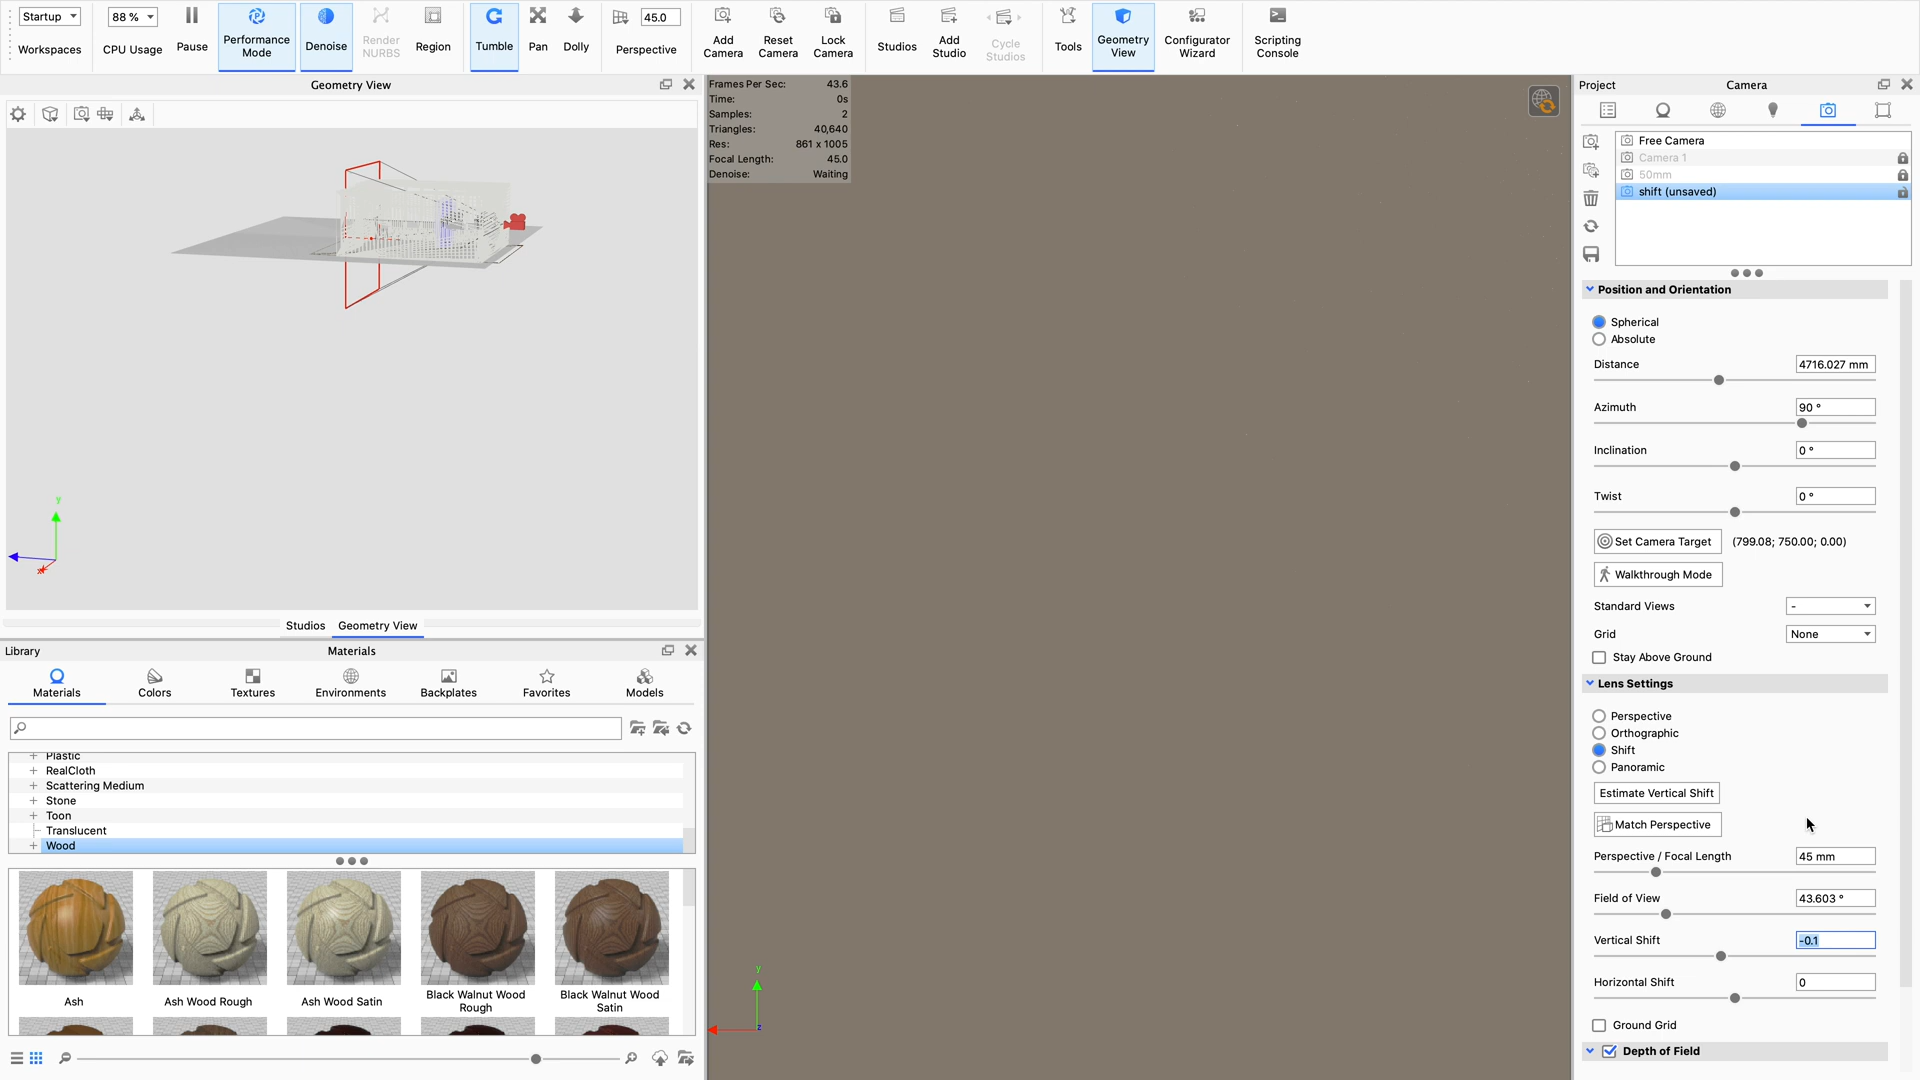 Startup
Workspaces
88 %
CPU Usage
Pause
Performance
Mode
Denoise
Render
NURBS
Region
Tumble
Pan
Dolly
45.0
Perspective
Add
Camera
Reset
Camera
Lock
Camera
Studios
Add
Studio
Cycle
Studios
Tools
Geometry
View
Configurator
Wizard
Scripting
Console
Geometry View
y
Studios
Geometry View
Library
Materials
Materials
Colors
Textures
Environments
Backplates
Favorites
Models
Plastic
RealCloth
Scattering Medium
Stone
Toon
Translucent
Wood
Ash
Ash Wood Rough
Ash Wood Satin
Black Walnut Wood
Rough
Black Walnut Wood
Satin
Frames Per Sec: 43.6
Time: 0s
Samples: 2
Triangles: 40,640
Res: 861 x 1005
Focal Length: 45.0
Denoise: Waiting
y
z
Project
Camera
Free Camera
Camera 1
50mm
shift (unsaved)
Position and Orientation
Spherical
Absolute
Distance 4716.027 mm
Azimuth 90 °
Inclination 0 °
Twist 0 °
Set Camera Target (799.08; 750.00; 0.00)
Walkthrough Mode
Standard Views -
Grid None
Stay Above Ground
Lens Settings
Perspective
Orthographic
Shift
Panoramic
Estimate Vertical Shift
Match Perspective
Perspective / Focal Length 45 mm
Field of View 43.603 °
Vertical Shift -0.1
Horizontal Shift 0
Ground Grid
Depth of Field